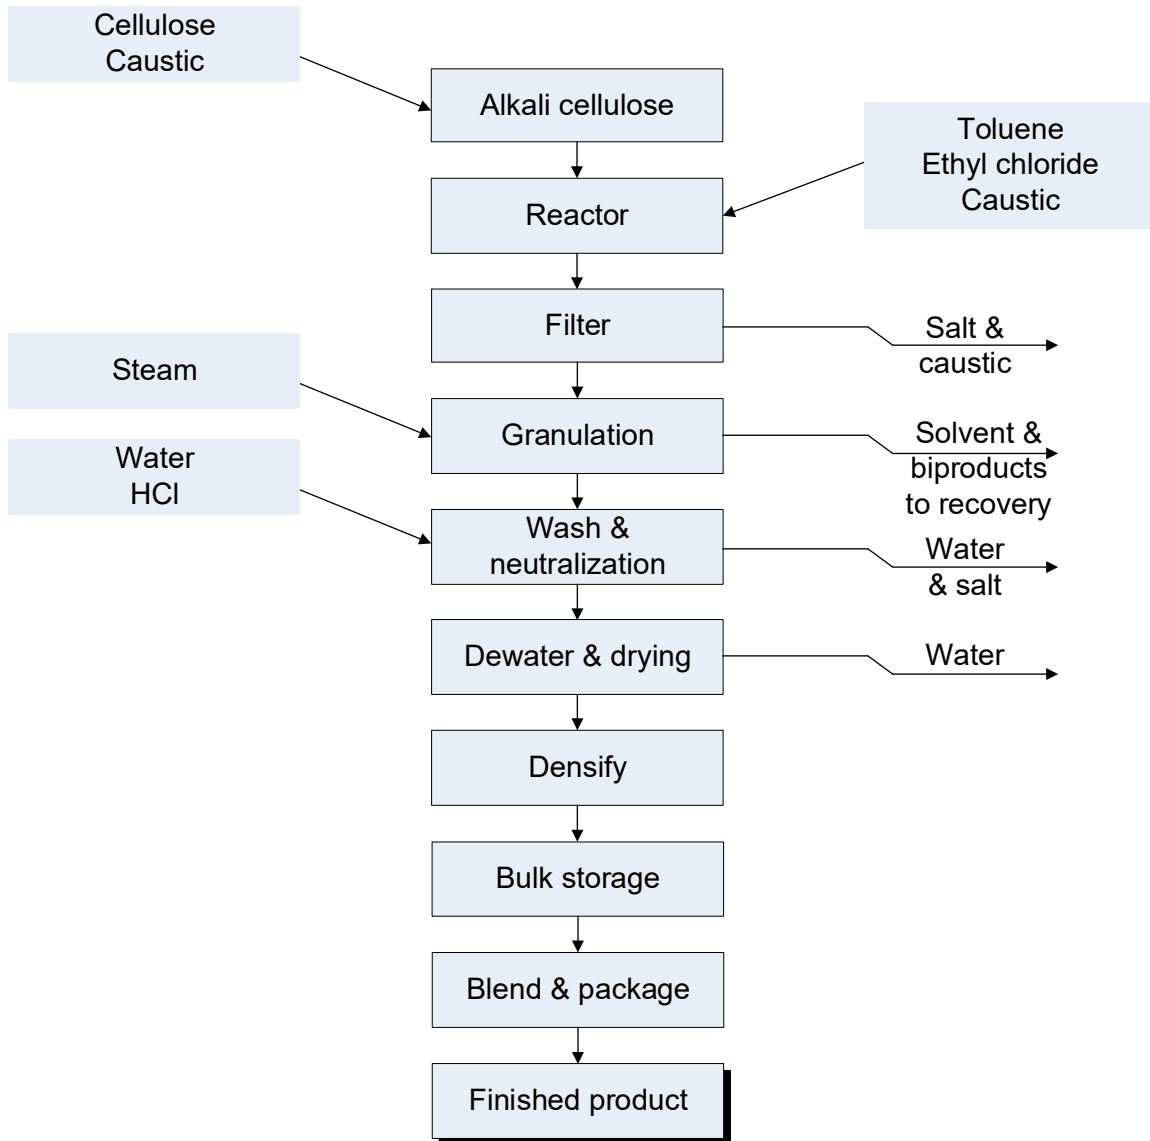 Cellulose
Caustic
Alkali cellulose
Toluene
Ethyl chloride
Caustic
Reactor
Filter
Salt &
caustic
Steam
Granulation
Solvent &
biproducts
to recovery
Water
HCl
Wash &
neutralization
Water
& salt
Dewater & drying
Water
Densify
Bulk storage
Blend & package
Finished product